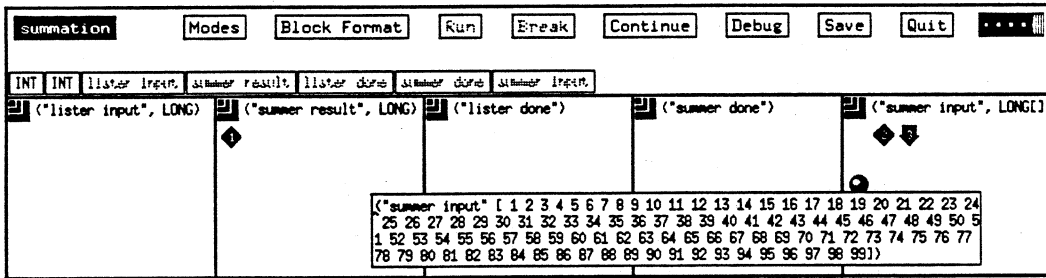 summation Modes Block Format Run Break Continue Debug Save Quit
INT INT lister input, summer result, lister done summer done summer input,
("lister input", LONG) ("summer result", LONG) ("lister done") ("summer done") ("summer input", LONG[]
1
("summer input" [ 1 2 3 4 5 6 7 8 9 10 11 12 13 14 15 16 17 18 19 20 21 22 23 24
25 26 27 28 29 30 31 32 33 34 35 36 37 38 39 40 41 42 43 44 45 46 47 48 49 50 5
1 52 53 54 55 56 57 58 59 60 61 62 63 64 65 66 67 68 69 70 71 72 73 74 75 76 77
78 79 80 81 82 83 84 85 86 87 88 89 90 91 92 93 94 95 96 97 98 99])